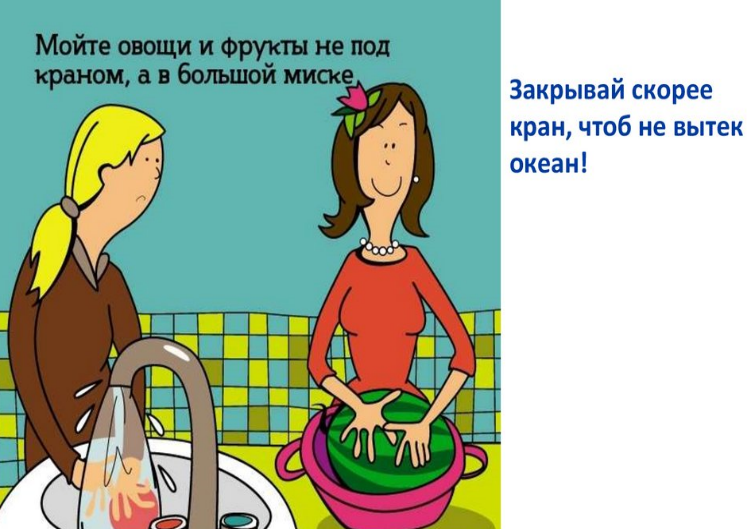 Мойте овощи и фрукты не под
краном, а в большой миске.
Закрывай скорее
кран, чтоб не вытек
океан!